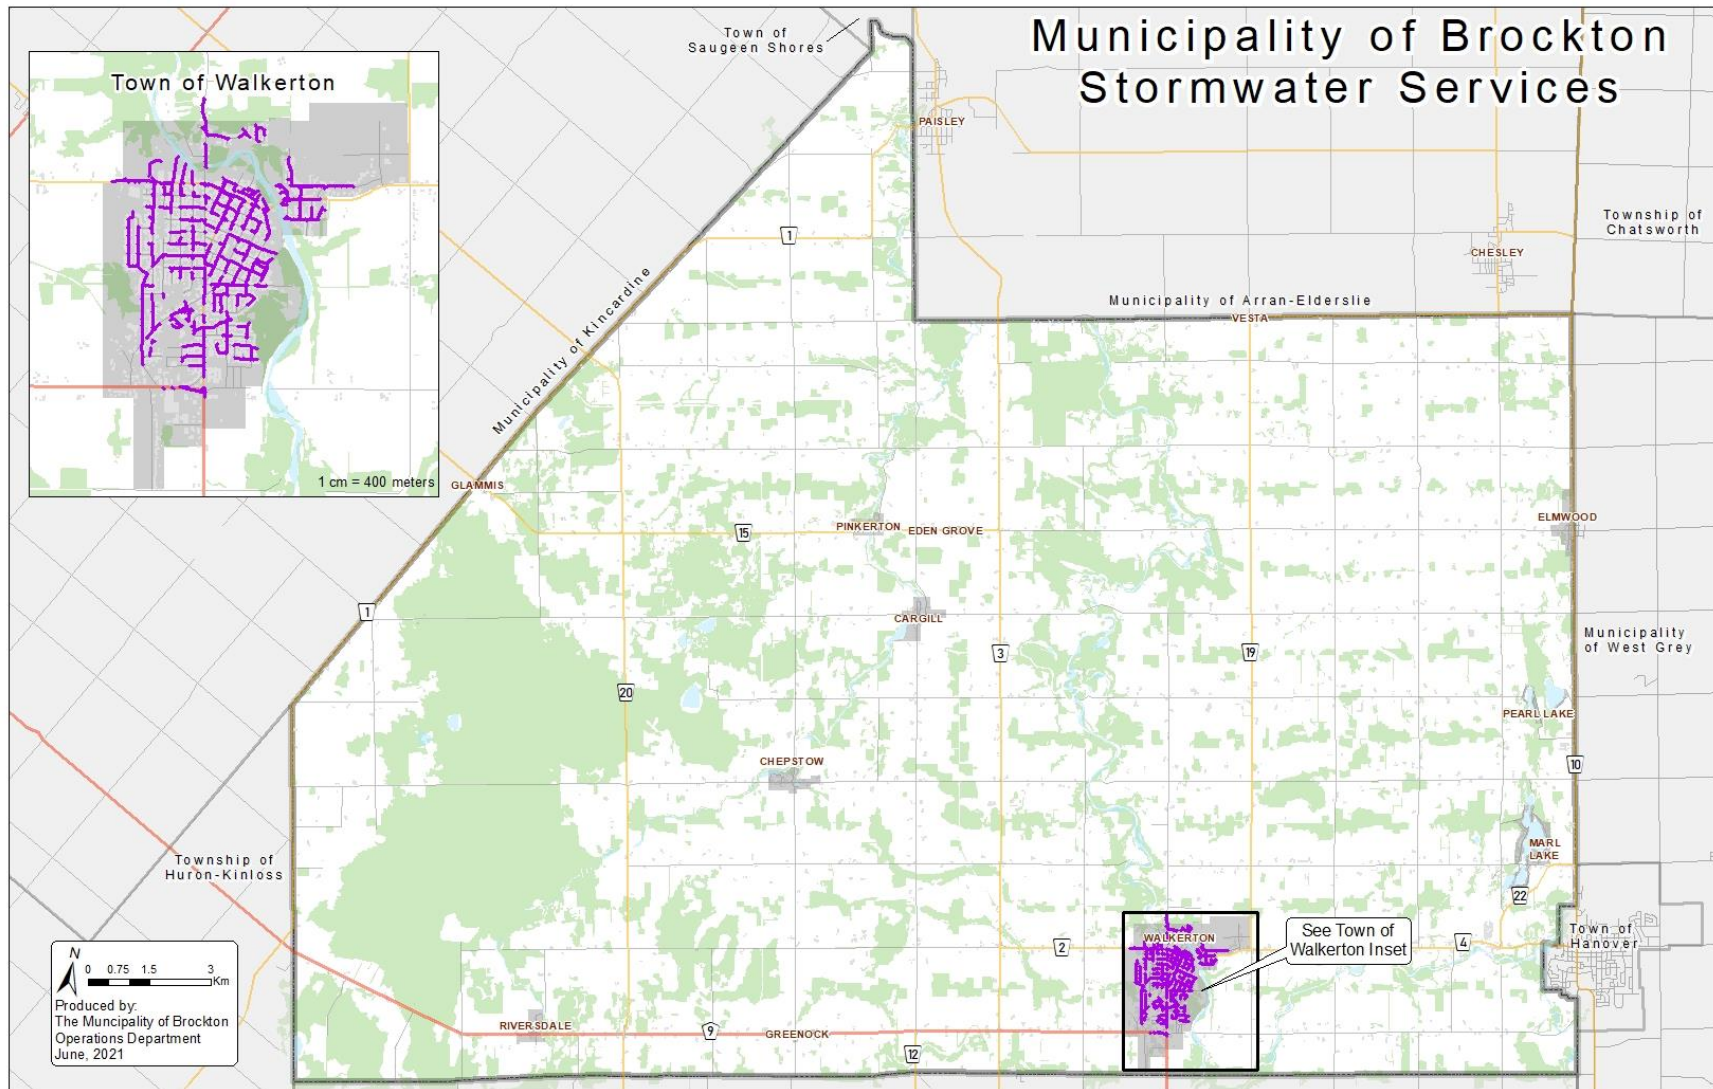 Municipality of Brockton
Stormwater Services
Town of
Saugeen Shores
Town of Walkerton
1 cm = 400 meters
PAISLEY
Township of
Chatsworth
CHESLEY
1
Municipality of Kincardine
Municipality of Arran-Elderslie
VESTA
GLAMMIS
15
PINKERTON
EDEN GROVE
ELMWOOD
1
CARGILL
3
19
Municipality
of West Grey
20
PEARL LAKE
CHEPSTOW
10
Township of
Huron-Kinloss
MARL
LAKE
22
WALKERTON
2
See Town of
Walkerton Inset
4
Town of
Hanover
RIVERSDALE
9
GREENOCK
12
N
0 0.75 1.5 3
Km
Produced by:
The Muncipality of Brockton
Operations Department
June, 2021